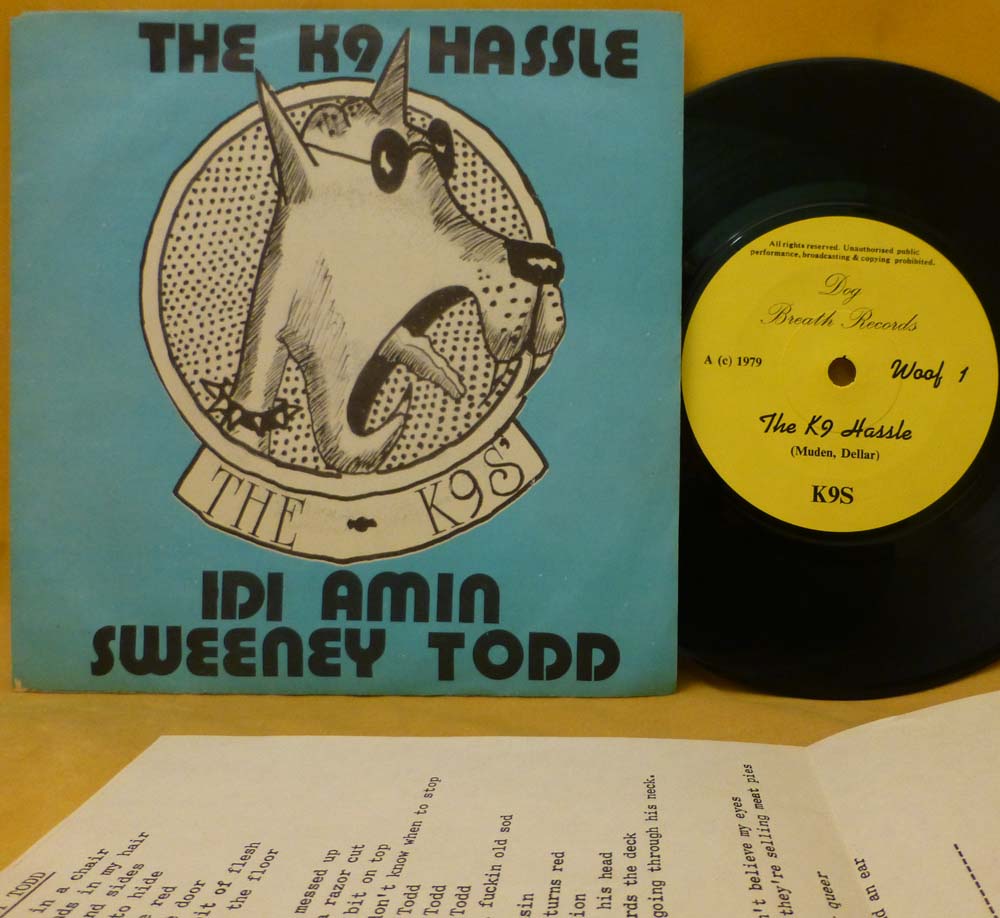 THE K9 HASSLE
THE K9S'
IDI AMIN
SWEENEY TODD
All rights reserved. Unauthorised public
performance, broadcasting & copying prohibited.
Dog
Breath Records
A (c) 1979
Woof 1
The K9 Hassle
(Muden, Dellar)
K9S
TODD
in a chair
ds in a
nd in my hair
to sides
to hide
e red
e door
it of flesh
the floor
messed up
a razor cut
bit on top
don't know when to stop
Todd
Todd
Todd
fuckin old sod
sin
turns red
ion
his head
rds the deck
going through his neck.
n't believe my eyes
they're selling meat pies
queer
d an ear